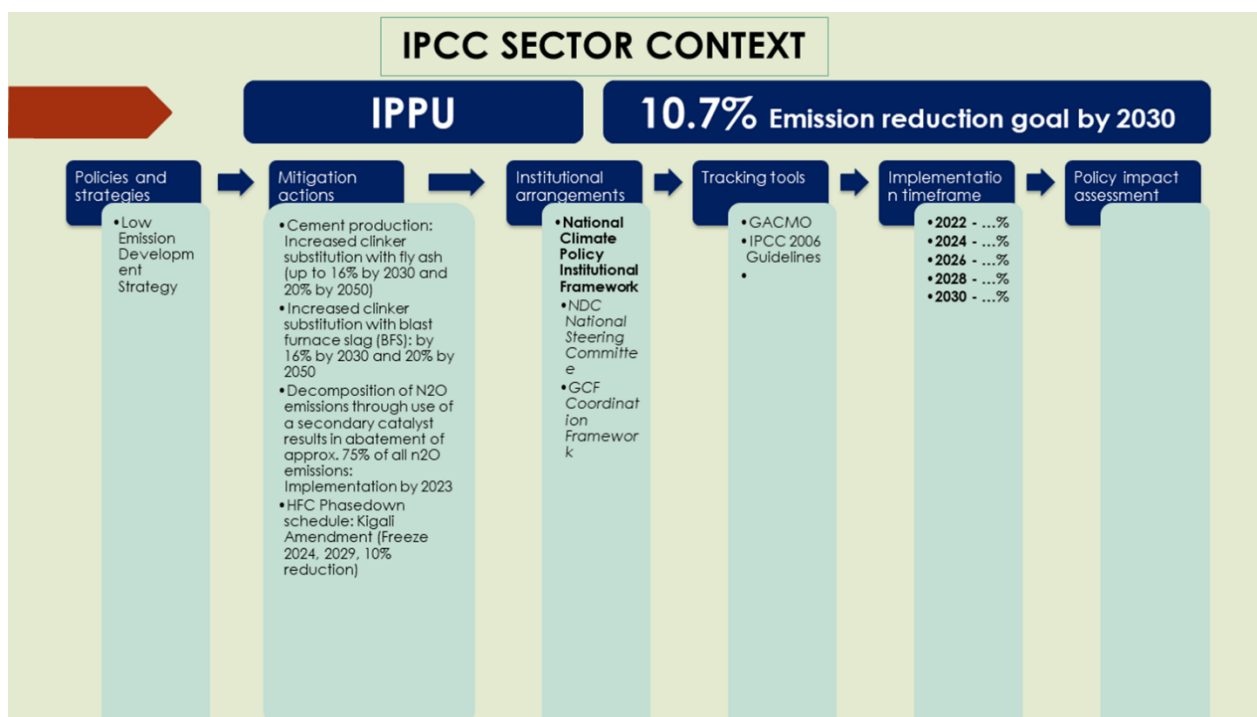 IPCC SECTOR CONTEXT
IPPU
10.7% Emission reduction goal by 2030
Policies and
strategies
•Low
Emission
Developm
ent
Strategy
Mitigation
actions
•Cement production:
Increased clinker
substitution with fly ash
(up to 16% by 2030 and
20% by 2050)
•Increased clinker
substitution with blast
furnace slag (BFS): by
16% by 2030 and 20% by
2050
•Decomposition of N2O
emissions through use of
a secondary catalyst
results in abatement of
approx. 75% of all n2O
emissions:
Implementation by 2023
•HFC Phasedown
schedule: Kigali
Amendment (Freeze
2024, 2029, 10%
reduction)
Institutional
arrangements
•National
Climate
Policy
Institutional
Framework
•NDC
National
Steering
Committe
e
•GCF
Coordinat
ion
Framewor
k
Tracking tools
•GACMO
•IPCC 2006
Guidelines
•
Implementatio
n timeframe
•2022 - ...%
•2024 - ...%
•2026 - ...%
•2028 - ...%
•2030 - ...%
Policy impact
assessment